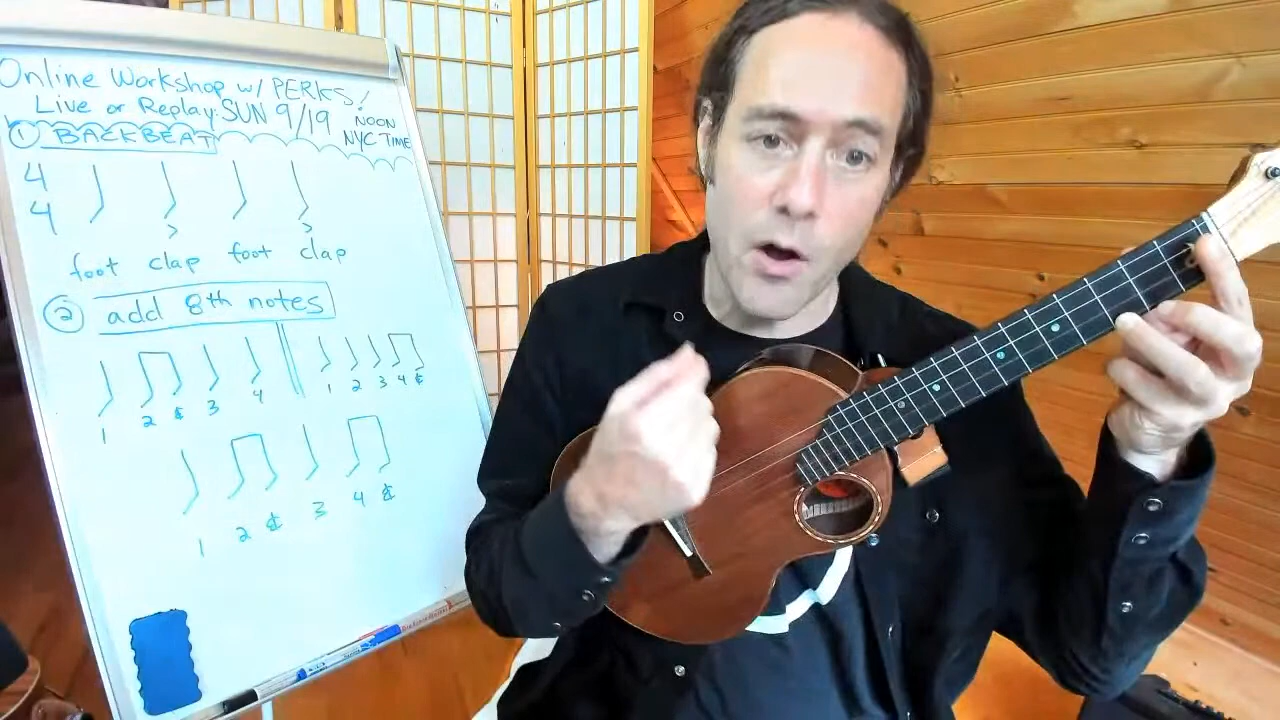 Online Workshop w/ PERKS!
Live or Replay: SUN 9/19 NOON
NYC TIME
① BACKBEAT
4
4
> >
foot clap foot clap
② add 8th notes
1 2 & 3 4 1 2 3 4 &
1 2 & 3 4 &